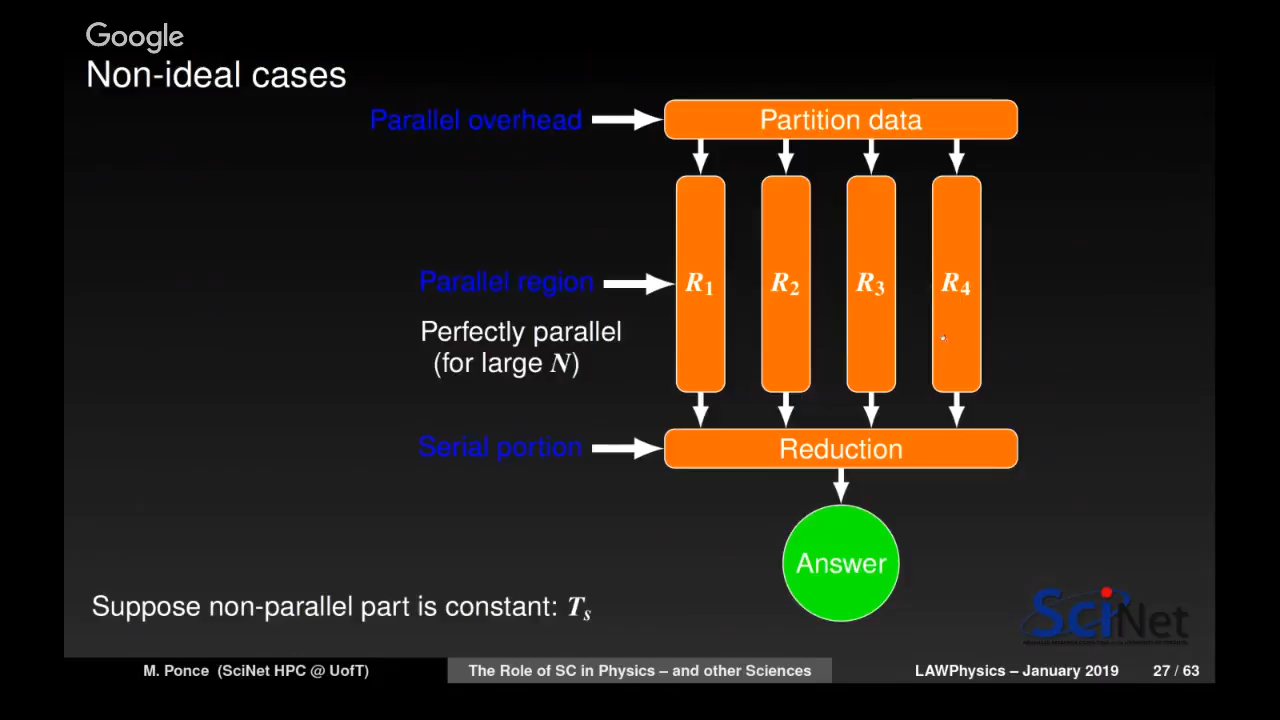 Google
Non-ideal cases
Parallel overhead
Partition data
Parallel region
R1 R2 R3 R4
Perfectly parallel
(for large N)
Serial portion
Reduction
Answer
Suppose non-parallel part is constant: Ts
SciNet
M. Ponce (SciNet HPC @ UofT) The Role of SC in Physics – and other Sciences LAWPhysics – January 2019 27 / 63